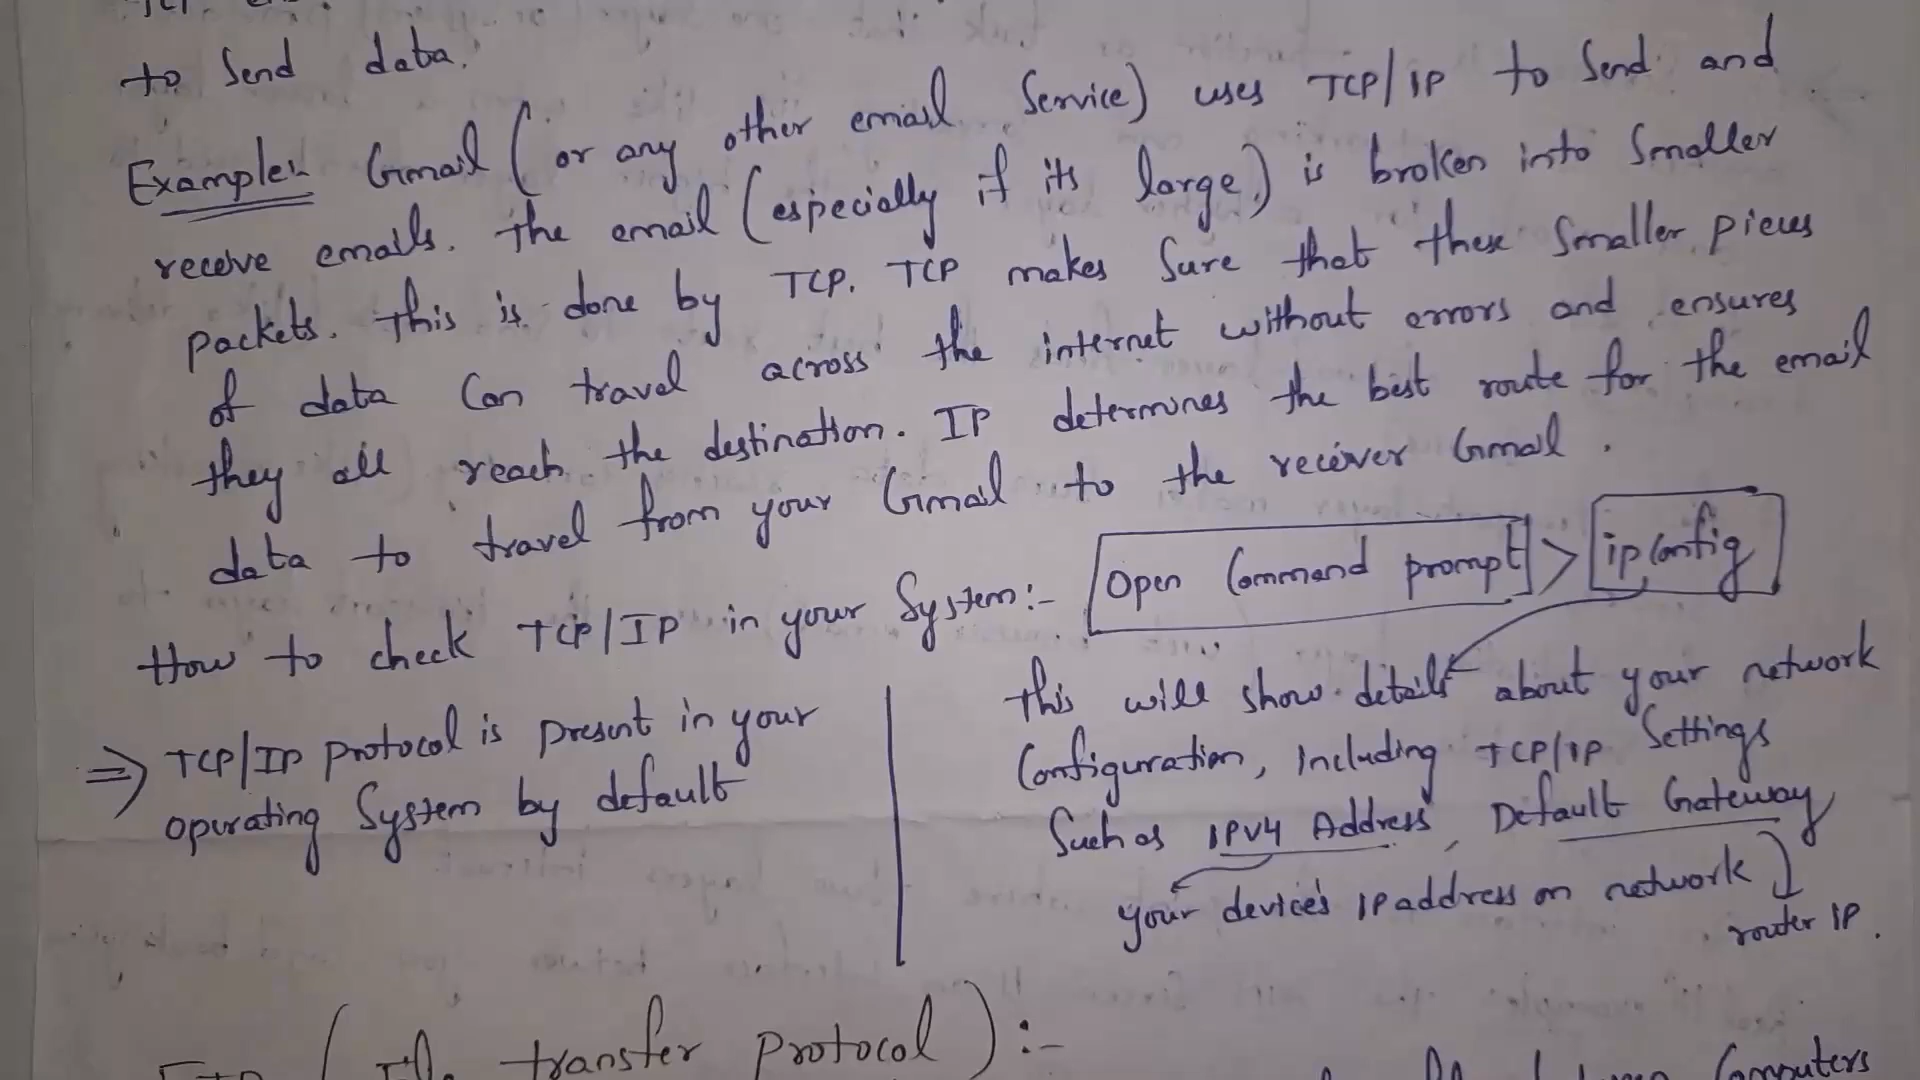 to Send data.
Example:- Gmail (or any other email Service) uses TCP/IP to Send and
receive emails. The email (especially if its large) is broken into Smaller
packets. This is done by TCP. TCP makes Sure that these Smaller pieces
of data Can travel across the internet without errors and ensures
they all reach the destination. IP determines the best route for the email
data to travel from your Gmail to the receiver Gmail.
How to check TCP/IP in your System:- Open Command prompt > ipconfig
⇒ TCP/IP protocol is present in your
operating System by default
This will show details about your network
Configuration, including TCP/IP Settings
Such as IPV4 Address, Default Gateway
your device's IP address on network
router IP.
transfer protocol):-
Computers